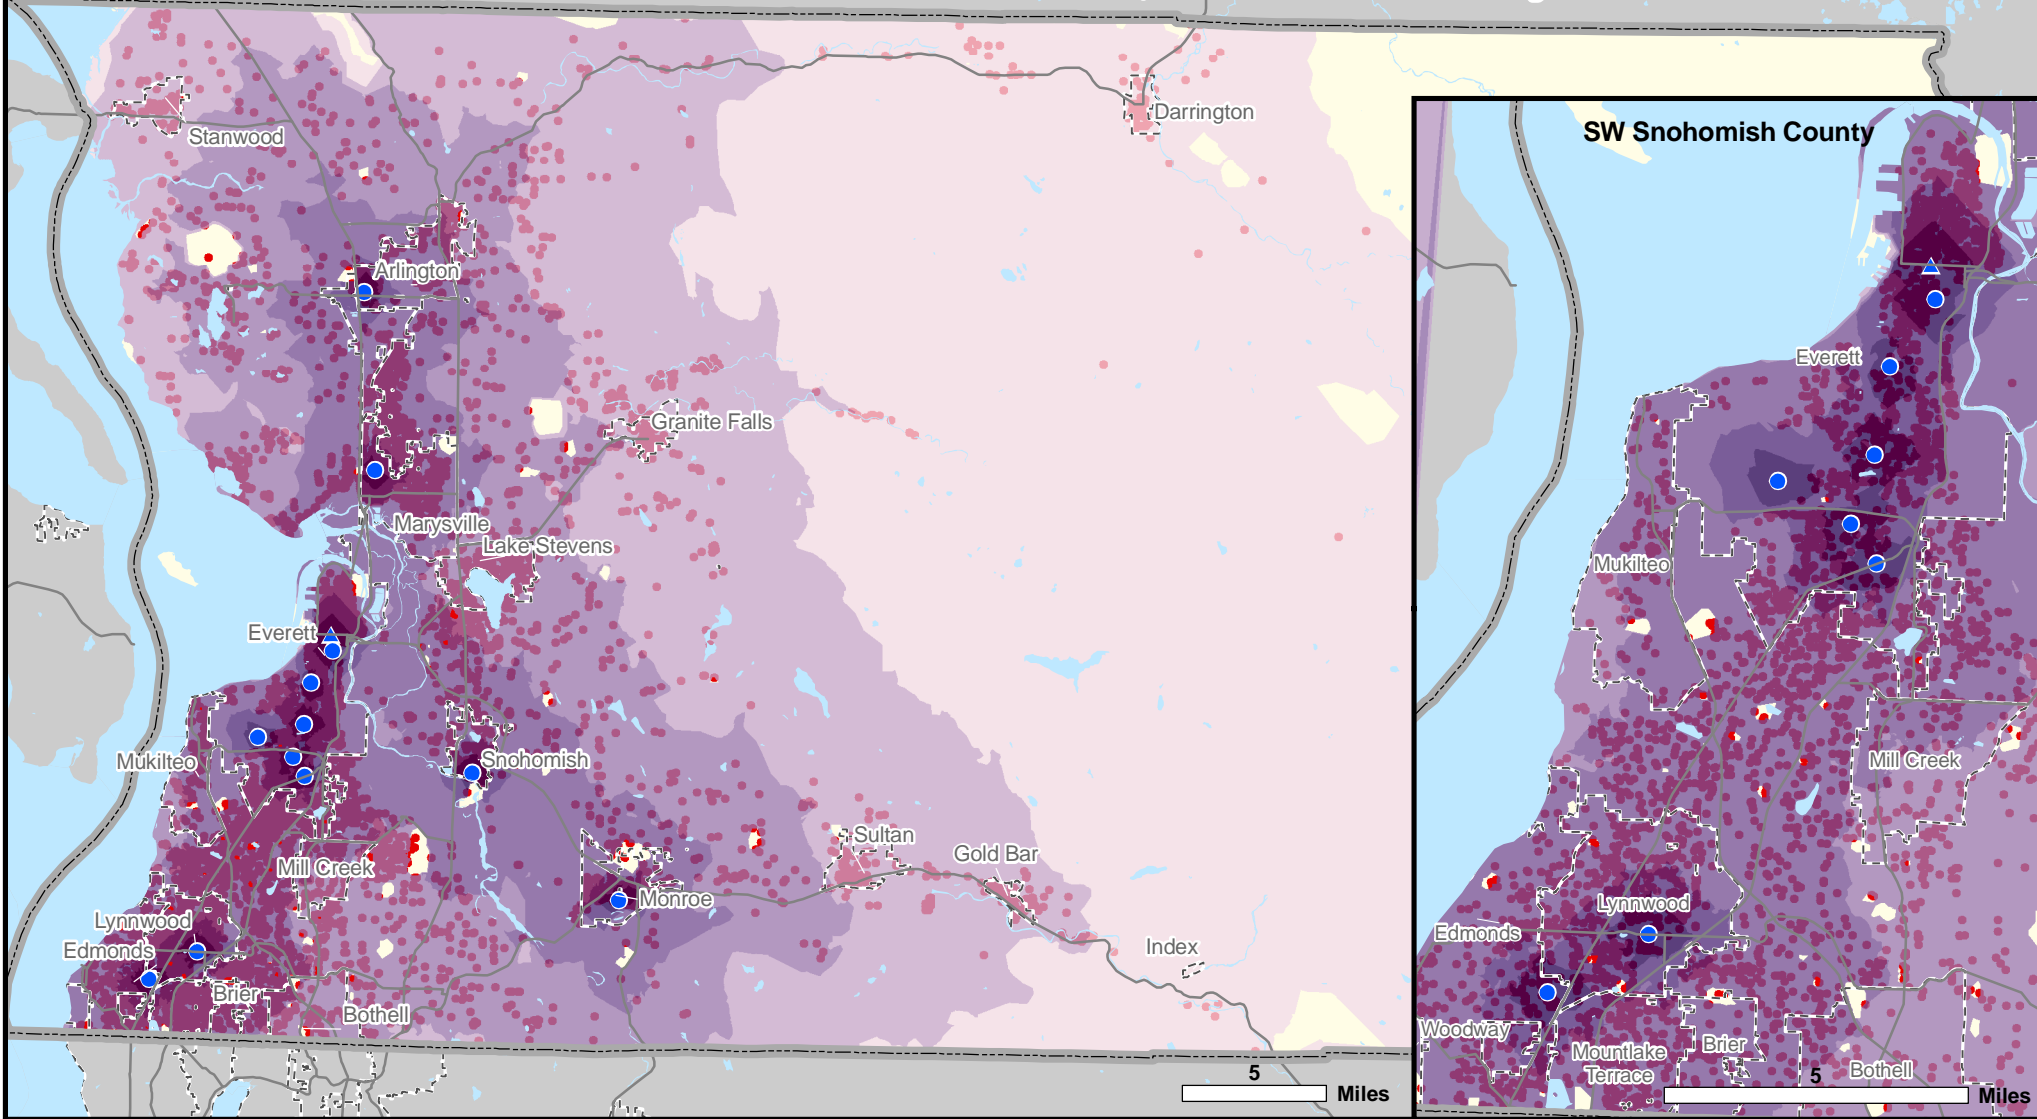 Stanwood
Darrington
Arlington
Granite Falls
Marysville
Lake Stevens
Everett
Mukilteo
Snohomish
Sultan
Gold Bar
Mill Creek
Monroe
Lynnwood
Edmonds
Index
Brier
Bothell
5
Miles
SW Snohomish County
Everett
Mukilteo
Mill Creek
Lynnwood
Edmonds
Woodway
Mountlake
Terrace
Brier
Bothell
5
Miles